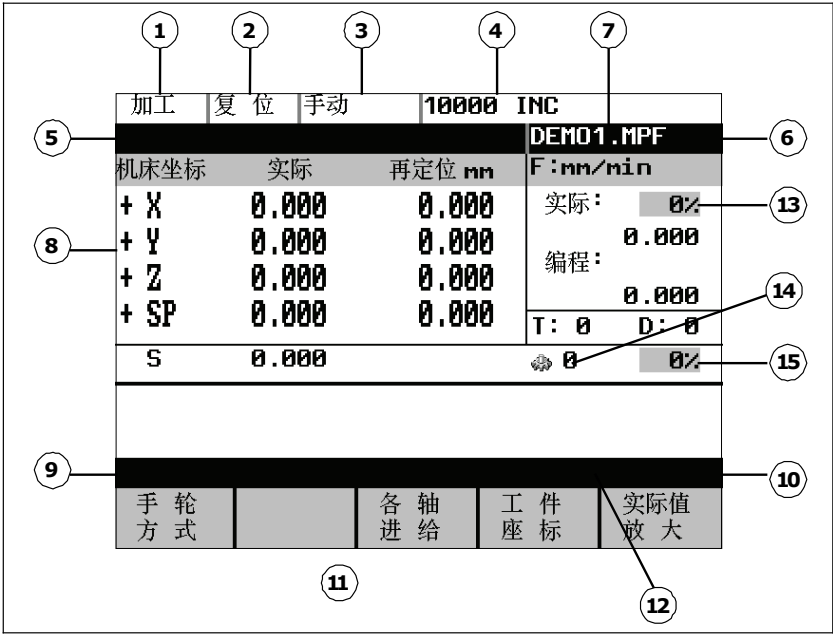 1 2 3 4 7
加工 复 位 手动 10000 INC
5 DEMO1.MPF 6
机床坐标 实际 再定位 mm F:mm/min
+ X 0.000 0.000 实际: 0% 13
0.000
8 + Y 0.000 0.000
编程:
+ Z 0.000 0.000
0.000 14
+ SP 0.000 0.000
T: 0 D: 0
S 0.000 0 0% 15
9 10
手 轮 各 轴 工 件 实际值
方 式 进 给 座 标 放 大
11 12